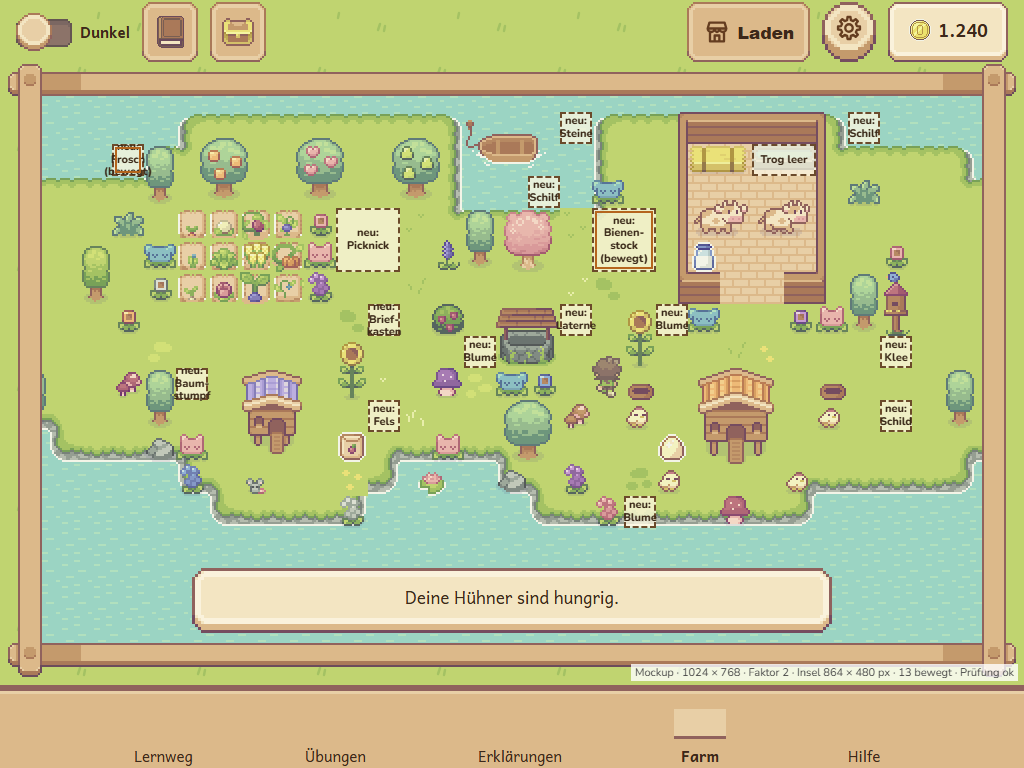 Dunkel
Laden
1.240
neu:
Steine
neu:
Schilf
neu:
Frosch
(bewegt)
Trog leer
neu:
Schilf
neu:
Picknick
neu:
Bienen-
stock
(bewegt)
neu:
Brief-
kasten
neu:
Laterne
neu:
Blume
neu:
Blume
neu:
Klee
neu:
Baum-
stumpf
neu:
Fels
neu:
Schild
neu:
Blume
Deine Hühner sind hungrig.
Mockup · 1024 × 768 · Faktor 2 · Insel 864 × 480 px · 13 bewegt · Prüfung ok
Lernweg
Übungen
Erklärungen
Farm
Hilfe